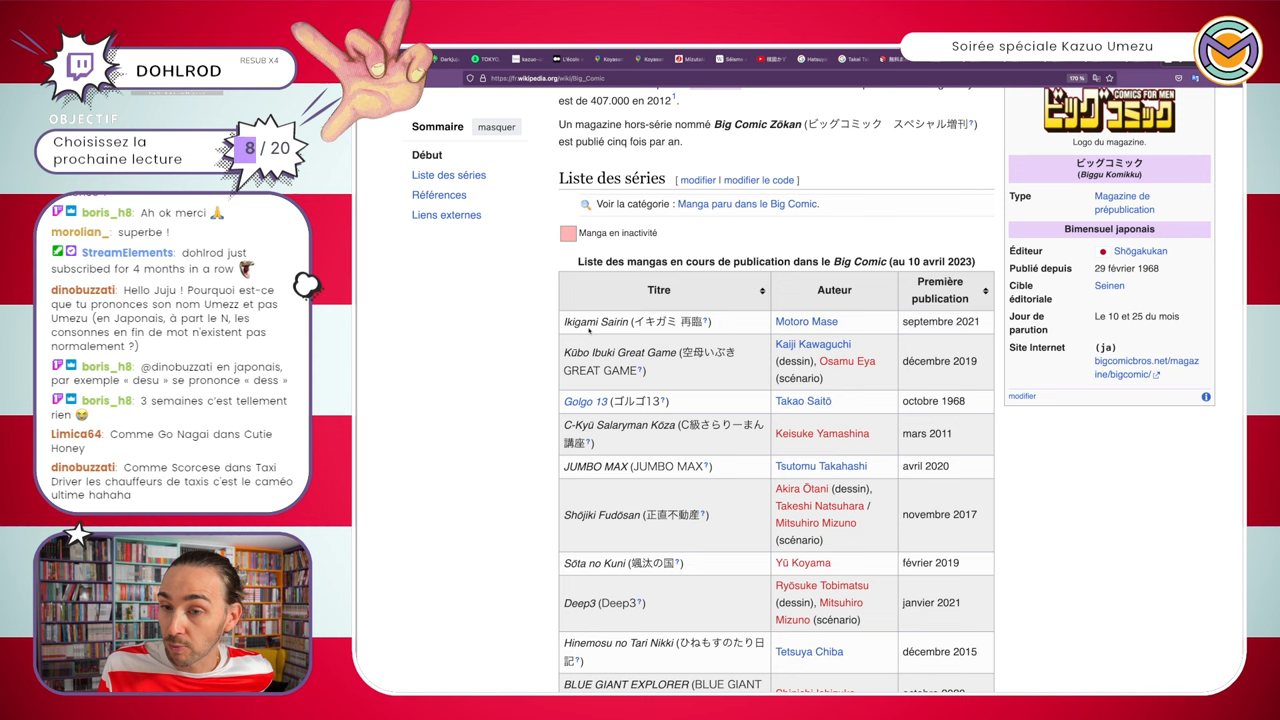 DOHLROD
RESUB X4
OBJECTIF
Choisissez la
prochaine lecture
8 / 20
boris_h8: Ah ok merci 🙏
morolian_: superbe !
StreamElements: dohlrod just
subscribed for 4 months in a row
dinobuzzati: Hello Juju ! Pourquoi est-ce
que tu prononces son nom Umezz et pas
Umezu (en Japonais, à part le N, les
consonnes en fin de mot n'existent pas
normalement ?)
boris_h8: @dinobuzzati en japonais,
par exemple « desu » se prononce « dess »
boris_h8: 3 semaines c'est tellement
rien 😭
Limica64: Comme Go Nagai dans Cutie
Honey
dinobuzzati: Comme Scorcese dans Taxi
Driver les chauffeurs de taxis c'est le caméo
ultime hahaha
Soirée spéciale Kazuo Umezu
https://fr.wikipedia.org/wiki/Big_Comic
170 %
Sommaire masquer
Début
Liste des séries
Références
Liens externes
est de 407.000 en 2012¹.
Un magazine hors-série nommé Big Comic Zōkan (ビッグコミック　スペシャル増刊?)
est publié cinq fois par an.
Liste des séries [ modifier | modifier le code ]
Voir la catégorie : Manga paru dans le Big Comic.
Manga en inactivité
Liste des mangas en cours de publication dans le Big Comic (au 10 avril 2023)
Titre Auteur Première publication
Ikigami Sairin (イキガミ 再臨?) Motoro Mase septembre 2021
Kūbo Ibuki Great Game (空母いぶき
GREAT GAME?)
Kaiji Kawaguchi
(dessin), Osamu Eya
(scénario)
décembre 2019
Golgo 13 (ゴルゴ13?) Takao Saitō octobre 1968
C-Kyū Salaryman Kōza (C級さらりーまん
講座?)
Keisuke Yamashina mars 2011
JUMBO MAX (JUMBO MAX?) Tsutomu Takahashi avril 2020
Shōjiki Fudōsan (正直不動産?)
Akira Ōtani (dessin),
Takeshi Natsuhara /
Mitsuhiro Mizuno
(scénario)
novembre 2017
Sōta no Kuni (颯汰の国?) Yū Koyama février 2019
Deep3 (Deep3?)
Ryōsuke Tobimatsu
(dessin), Mitsuhiro
Mizuno (scénario)
janvier 2021
Hinemosu no Tari Nikki (ひねもすのたり日
記?)
Tetsuya Chiba décembre 2015
BLUE GIANT EXPLORER (BLUE GIANT
COMICS FOR MEN
ビッグコミック
Logo du magazine.
ビッグコミック
(Biggu Komikku)
Type Magazine de
prépublication
Bimensuel japonais
Éditeur Shōgakukan
Publié depuis 29 février 1968
Cible
éditoriale
Seinen
Jour de
parution
Le 10 et 25 du mois
Site Internet (ja)
bigcomicbros.net/magaz
ine/bigcomic/
modifier